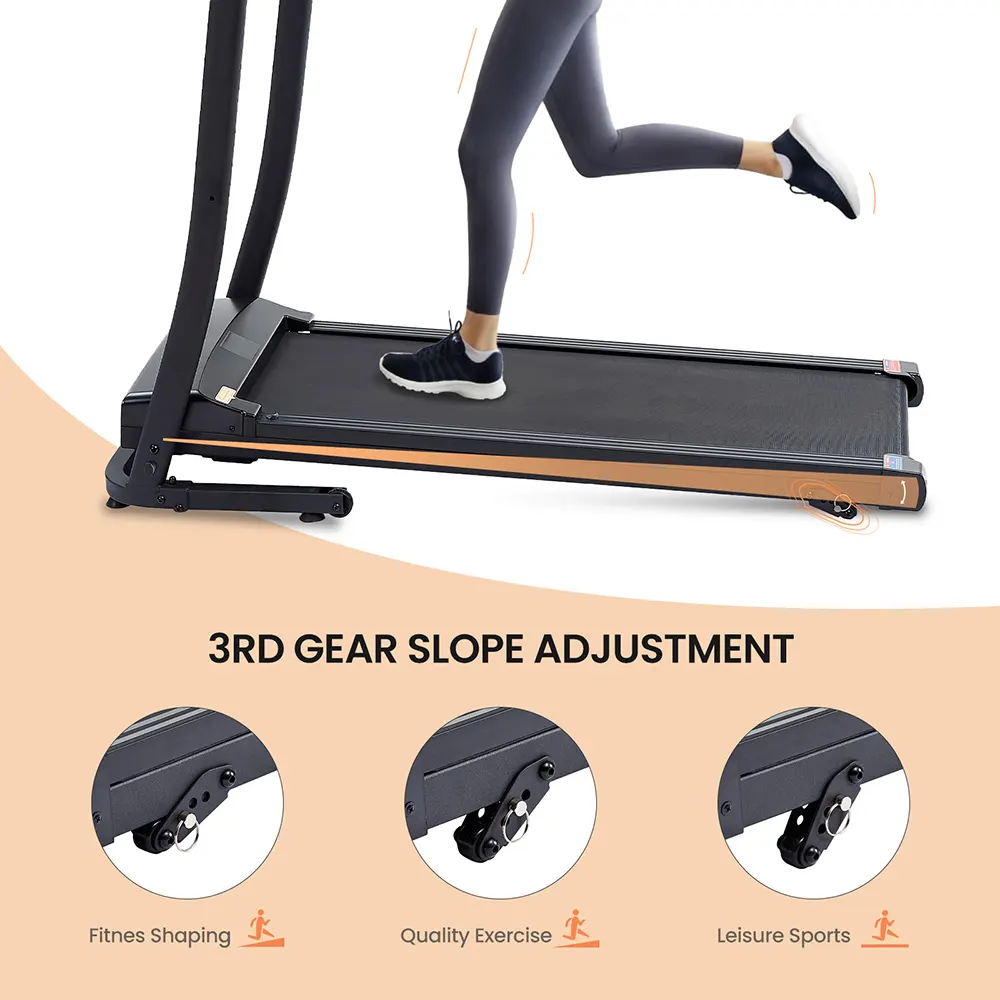 3RD GEAR SLOPE ADJUSTMENT
Fitnes Shaping
Quality Exercise
Leisure Sports